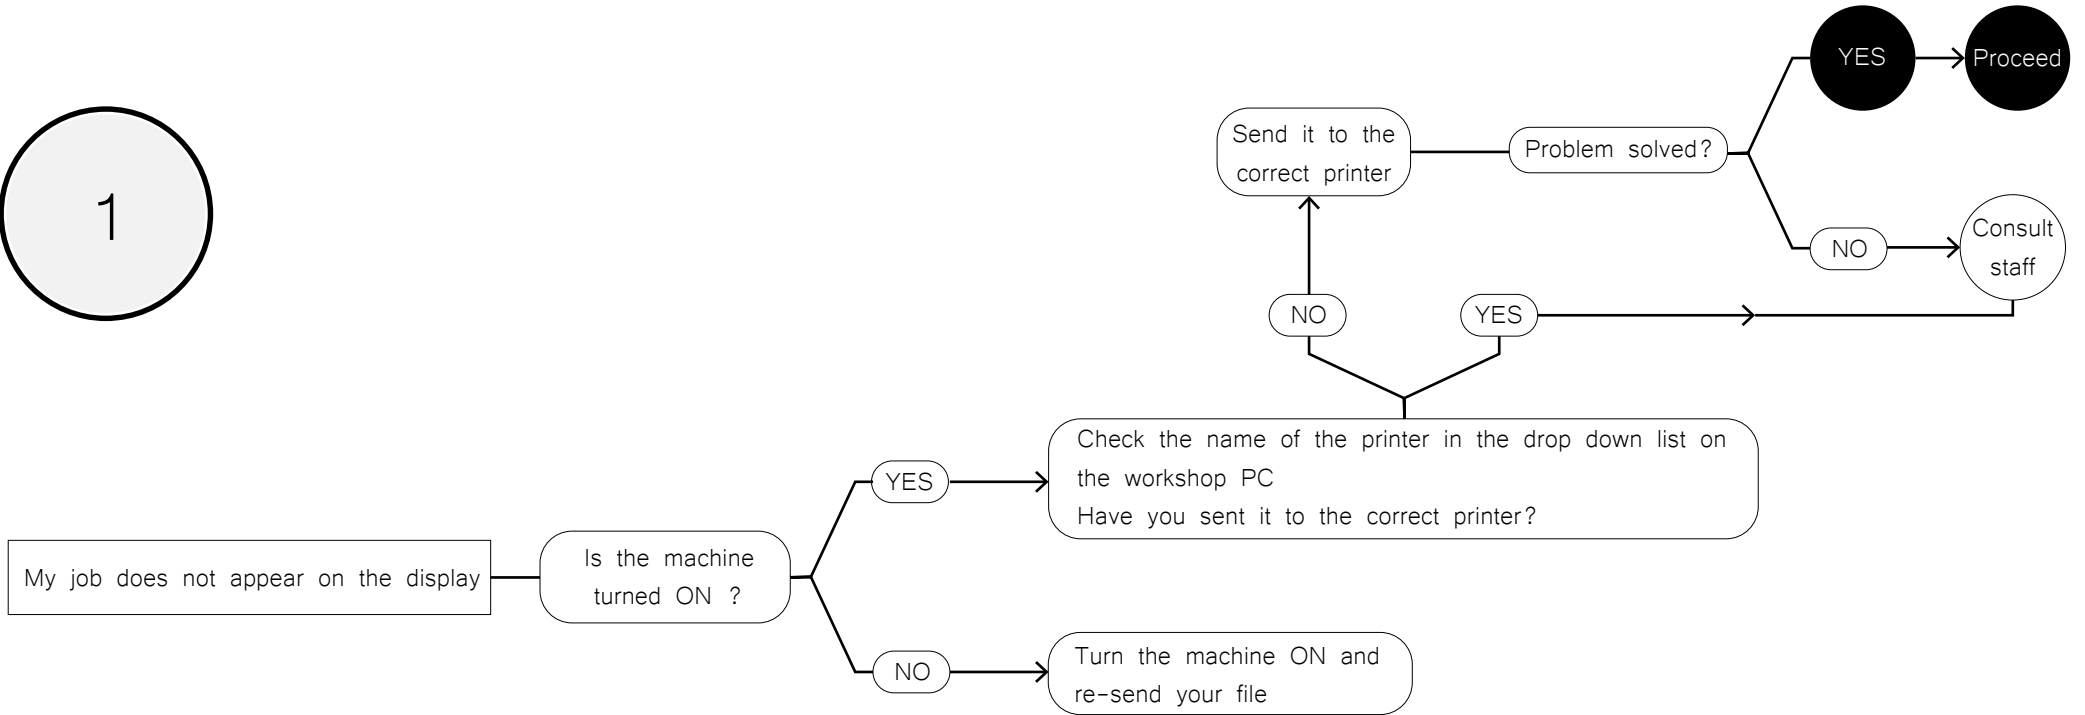 1
My job does not appear on the display
Is the machine
turned ON ?
YES
Check the name of the printer in the drop down list on
the workshop PC
Have you sent it to the correct printer?
NO
Turn the machine ON and
re-send your file
NO
Send it to the
correct printer
Problem solved?
YES
Proceed
NO
Consult
staff
YES